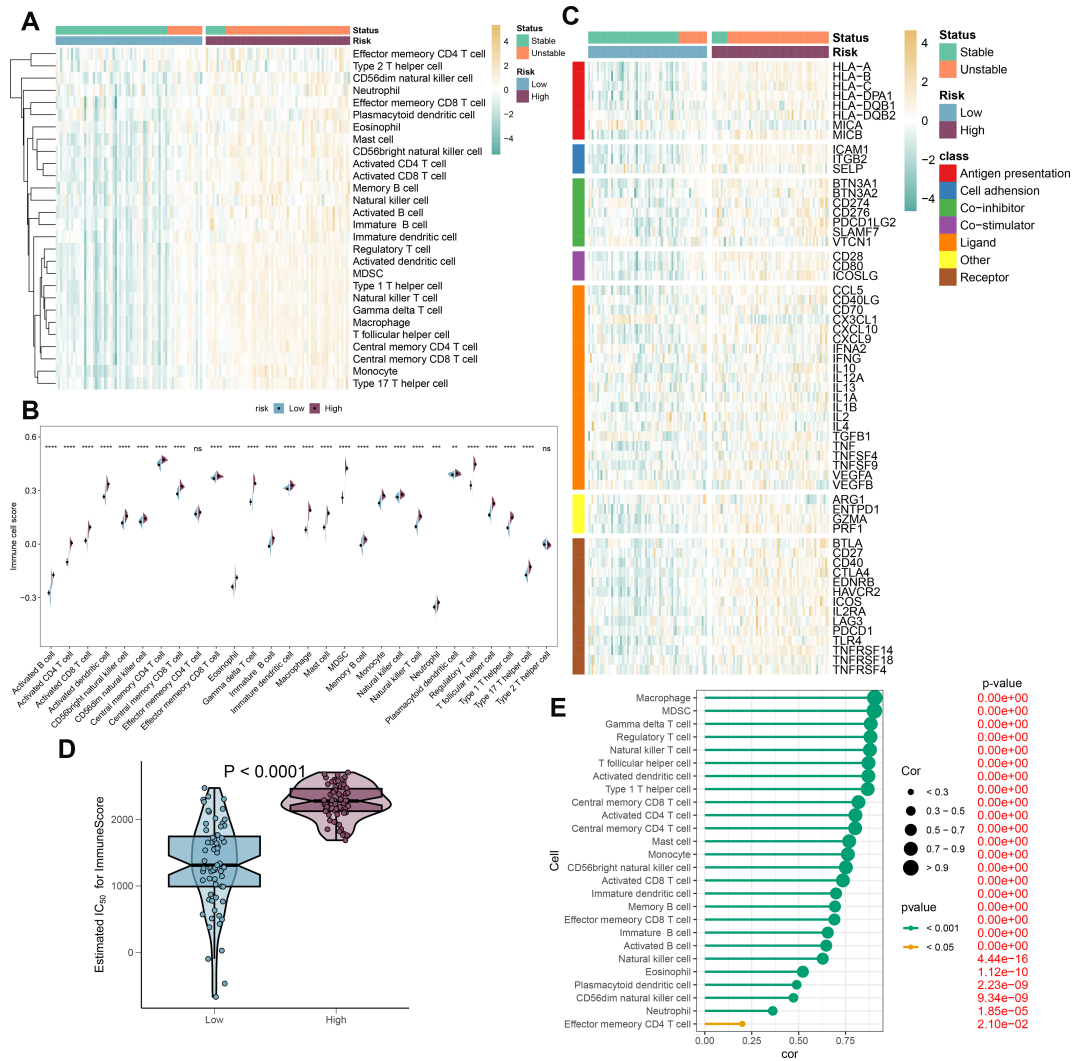 A
Status
Risk
Effector memeory CD4 T cell
Type 2 T helper cell
CD56dim natural killer cell
Neutrophil
Effector memeory CD8 T cell
Plasmacytoid dendritic cell
Eosinophil
Mast cell
CD56bright natural killer cell
Activated CD4 T cell
Activated CD8 T cell
Memory B cell
Natural killer cell
Activated B cell
Immature  B cell
Immature dendritic cell
Regulatory T cell
Activated dendritic cell
MDSC
Type 1 T helper cell
Natural killer T cell
Gamma delta T cell
Macrophage
T follicular helper cell
Central memory CD4 T cell
Central memory CD8 T cell
Monocyte
Type 17 T helper cell
4
2
0
−2
−4
Status
Stable
Unstable
Risk
Low
High
B
risk Low High
Immune cell score
0.6
0.3
0.0
−0.3
**** **** **** **** **** **** **** **** ns **** **** **** **** **** **** **** **** **** **** **** *** ** **** **** **** **** ns
Activated B cell
Activated CD4 T cell
Activated CD8 T cell
Activated dendritic cell
CD56bright natural killer cell
CD56dim natural killer cell
Central memory CD4 T cell
Central memory CD8 T cell
Effector memeory CD4 T cell
Effector memeory CD8 T cell
Eosinophil
Gamma delta T cell
Immature B cell
Immature dendritic cell
Macrophage
Mast cell
MDSC
Memory B cell
Monocyte
Natural killer cell
Natural killer T cell
Neutrophil
Plasmacytoid dendritic cell
Regulatory T cell
T follicular helper cell
Type 1 T helper cell
Type 17 T helper cell
Type 2 T helper cell
C
Status
Risk
HLA−A
HLA−B
HLA−C
HLA−DPA1
HLA−DQB1
HLA−DQB2
MICA
MICB
ICAM1
ITGB2
SELP
BTN3A1
BTN3A2
CD274
CD276
PDCD1LG2
SLAMF7
VTCN1
CD28
CD80
ICOSLG
CCL5
CD40LG
CD70
CX3CL1
CXCL10
CXCL9
IFNA2
IFNG
IL10
IL12A
IL13
IL1A
IL1B
IL2
IL4
TGFB1
TNF
TNFSF4
TNFSF9
VEGFA
VEGFB
ARG1
ENTPD1
GZMA
PRF1
BTLA
CD27
CD40
CTLA4
EDNRB
HAVCR2
ICOS
IL2RA
LAG3
PDCD1
TLR4
TNFRSF14
TNFRSF18
TNFRSF4
4
2
0
−2
−4
Status
Stable
Unstable
Risk
Low
High
class
Antigen presentation
Cell adhension
Co−inhibitor
Co−stimulator
Ligand
Other
Receptor
D
P < 0.0001
Estimated IC50 for ImmuneScore
2000
1000
0
Low High
E
p-value
Macrophage 0.00e+00
MDSC 0.00e+00
Gamma delta T cell 0.00e+00
Regulatory T cell 0.00e+00
Natural killer T cell 0.00e+00
T follicular helper cell 0.00e+00
Activated dendritic cell 0.00e+00
Type 1 T helper cell 0.00e+00
Central memory CD8 T cell 0.00e+00
Activated CD4 T cell 0.00e+00
Central memory CD4 T cell 0.00e+00
Mast cell 0.00e+00
Monocyte 0.00e+00
CD56bright natural killer cell 0.00e+00
Activated CD8 T cell 0.00e+00
Immature dendritic cell 0.00e+00
Memory B cell 0.00e+00
Effector memeory CD8 T cell 0.00e+00
Immature  B cell 0.00e+00
Activated B cell 0.00e+00
Natural killer cell 4.44e−16
Eosinophil 1.12e−10
Plasmacytoid dendritic cell 2.23e−09
CD56dim natural killer cell 9.34e−09
Neutrophil 1.85e−05
Effector memeory CD4 T cell 2.10e−02
Cell
0.00 0.25 0.50 0.75
cor
Cor
< 0.3
0.3 − 0.5
0.5 − 0.7
0.7 − 0.9
> 0.9
pvalue
< 0.001
< 0.05